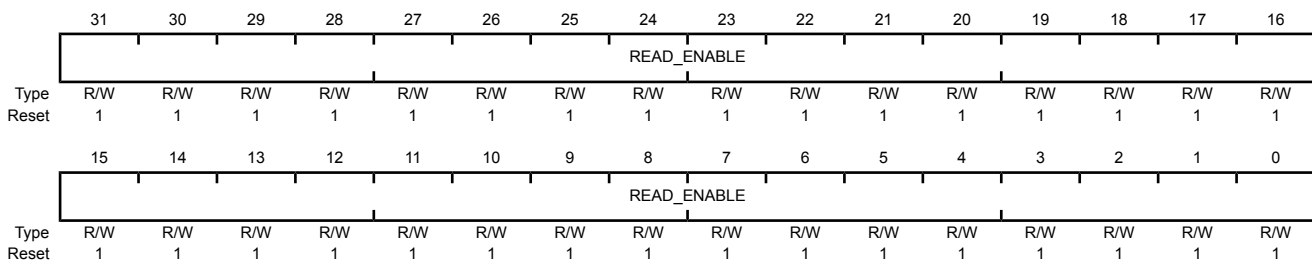 31 30 29 28 27 26 25 24 23 22 21 20 19 18 17 16
READ_ENABLE
Type R/W R/W R/W R/W R/W R/W R/W R/W R/W R/W R/W R/W R/W R/W R/W R/W
Reset 1 1 1 1 1 1 1 1 1 1 1 1 1 1 1 1
15 14 13 12 11 10 9 8 7 6 5 4 3 2 1 0
READ_ENABLE
Type R/W R/W R/W R/W R/W R/W R/W R/W R/W R/W R/W R/W R/W R/W R/W R/W
Reset 1 1 1 1 1 1 1 1 1 1 1 1 1 1 1 1